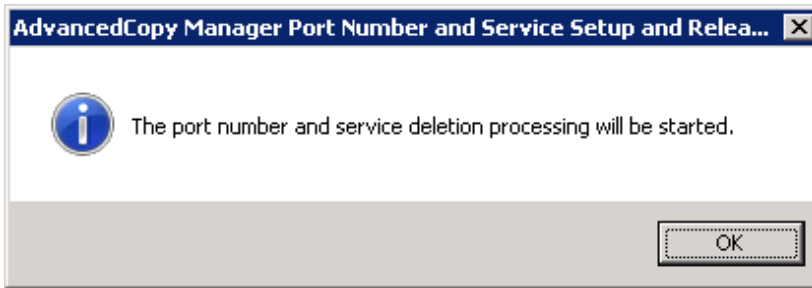 AdvancedCopy Manager Port Number and Service Setup and Relea...
The port number and service deletion processing will be started.
OK